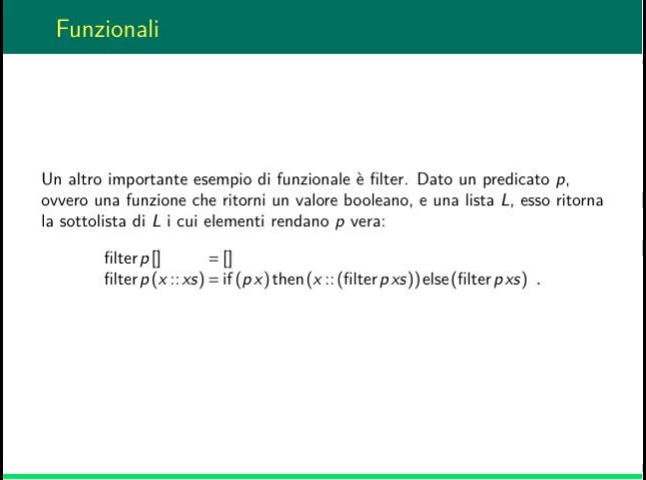 Funzionali
Un altro importante esempio di funzionale è filter. Dato un predicato p,
ovvero una funzione che ritorni un valore booleano, e una lista L, esso ritorna
la sottolista di L i cui elementi rendano p vera:
filter p [] = []
filter p (x :: xs) = if (p x) then (x :: (filter p xs)) else (filter p xs) .